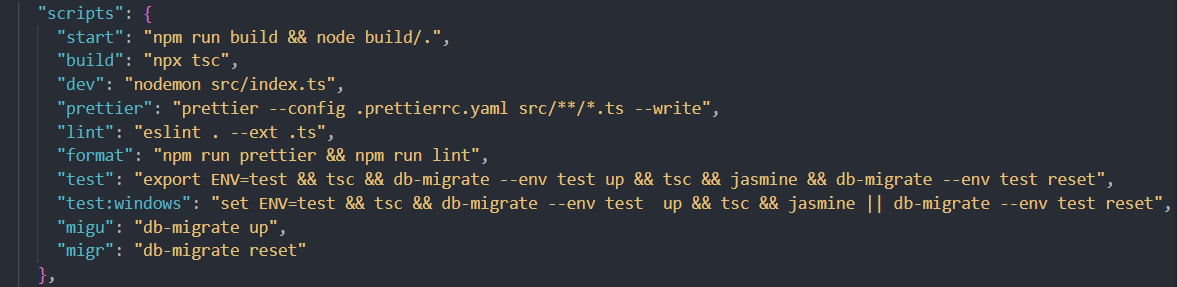 "scripts": {
"start": "npm run build && node build/.",
"build": "npx tsc",
"dev": "nodemon src/index.ts",
"prettier": "prettier --config .prettierrc.yaml src/**/*.ts --write",
"lint": "eslint . --ext .ts",
"format": "npm run prettier && npm run lint",
"test": "export ENV=test && tsc && db-migrate --env test up && tsc && jasmine && db-migrate --env test reset",
"test:windows": "set ENV=test && tsc && db-migrate --env test  up && tsc && jasmine || db-migrate --env test reset",
"migu": "db-migrate up",
"migr": "db-migrate reset"
},